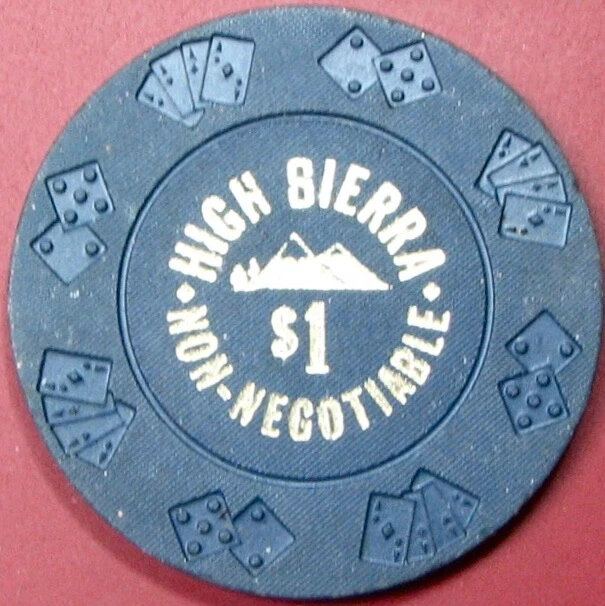 HIGH SIERRA
$1
• NON-NEGOTIABLE •